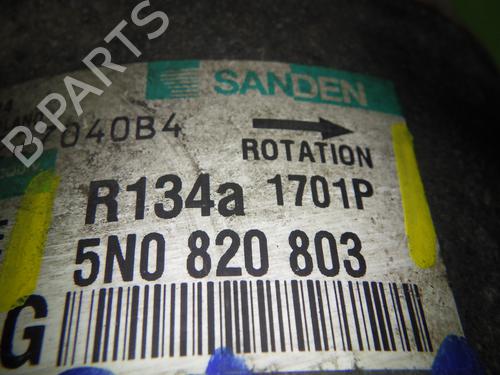 SANDEN
7040B4
ROTATION
R134a 1701P
5N0 820 803
G
B-PARTS